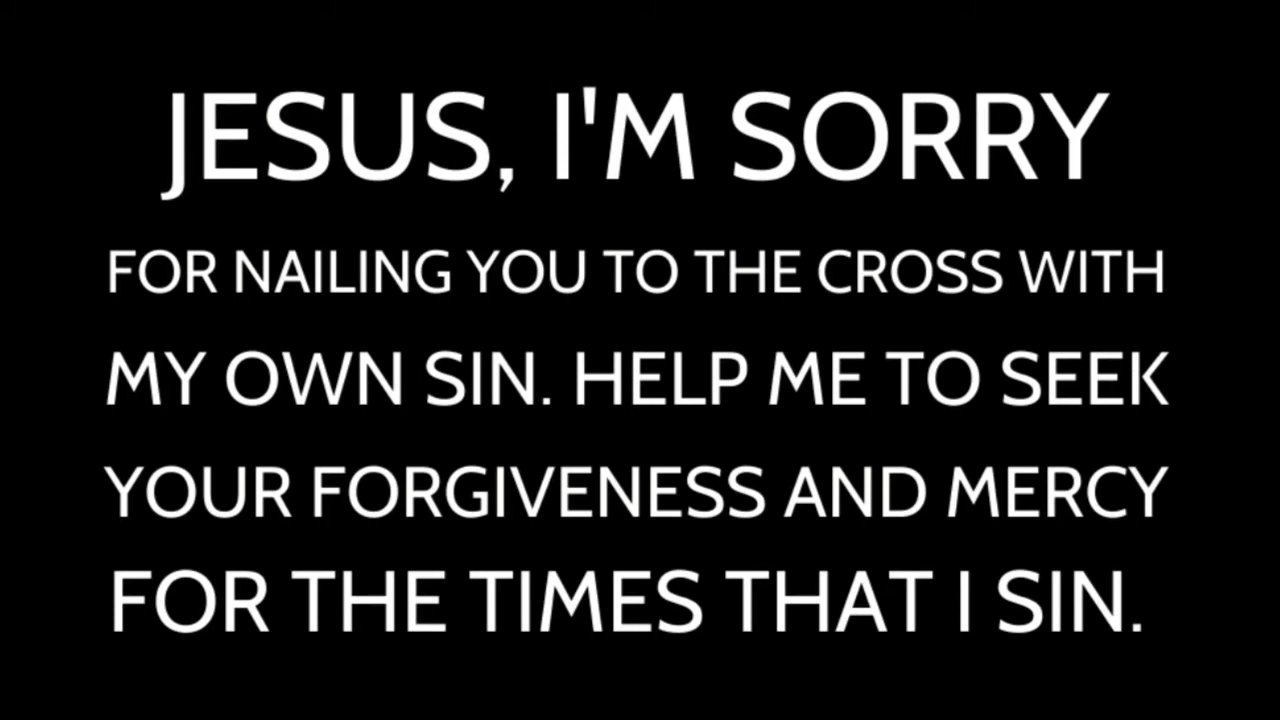 JESUS, I'M SORRY
FOR NAILING YOU TO THE CROSS WITH
MY OWN SIN. HELP ME TO SEEK
YOUR FORGIVENESS AND MERCY
FOR THE TIMES THAT I SIN.